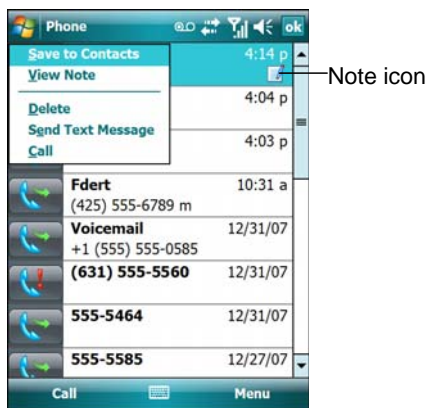 Phone ok
Save to Contacts 4:14 p
View Note
Note icon
4:04 p
Delete
Send Text Message
4:03 p
Call
Fdert 10:31 a
(425) 555-6789 m
Voicemail 12/31/07
+1 (555) 555-0585
(631) 555-5560 12/31/07
555-5464 12/31/07
555-5585 12/27/07
Call Menu